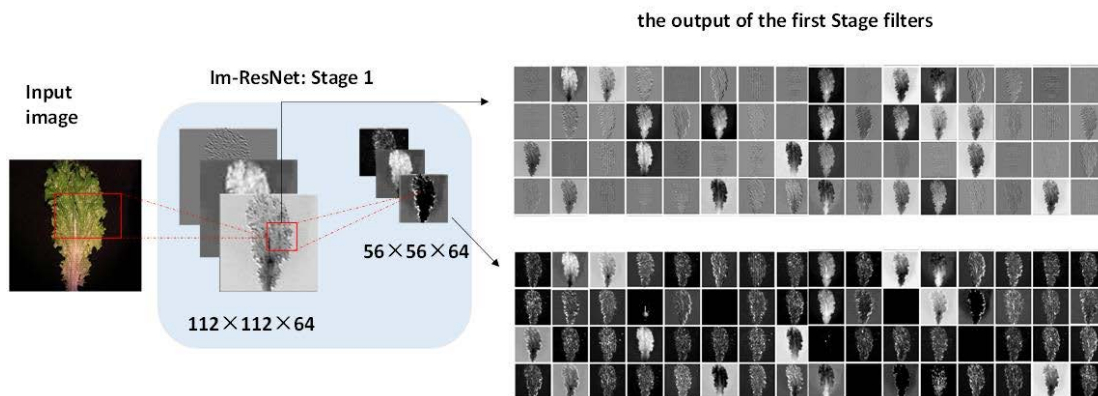 the output of the first Stage filters
Im-ResNet: Stage 1
Input
image
56×56×64
112×112×64